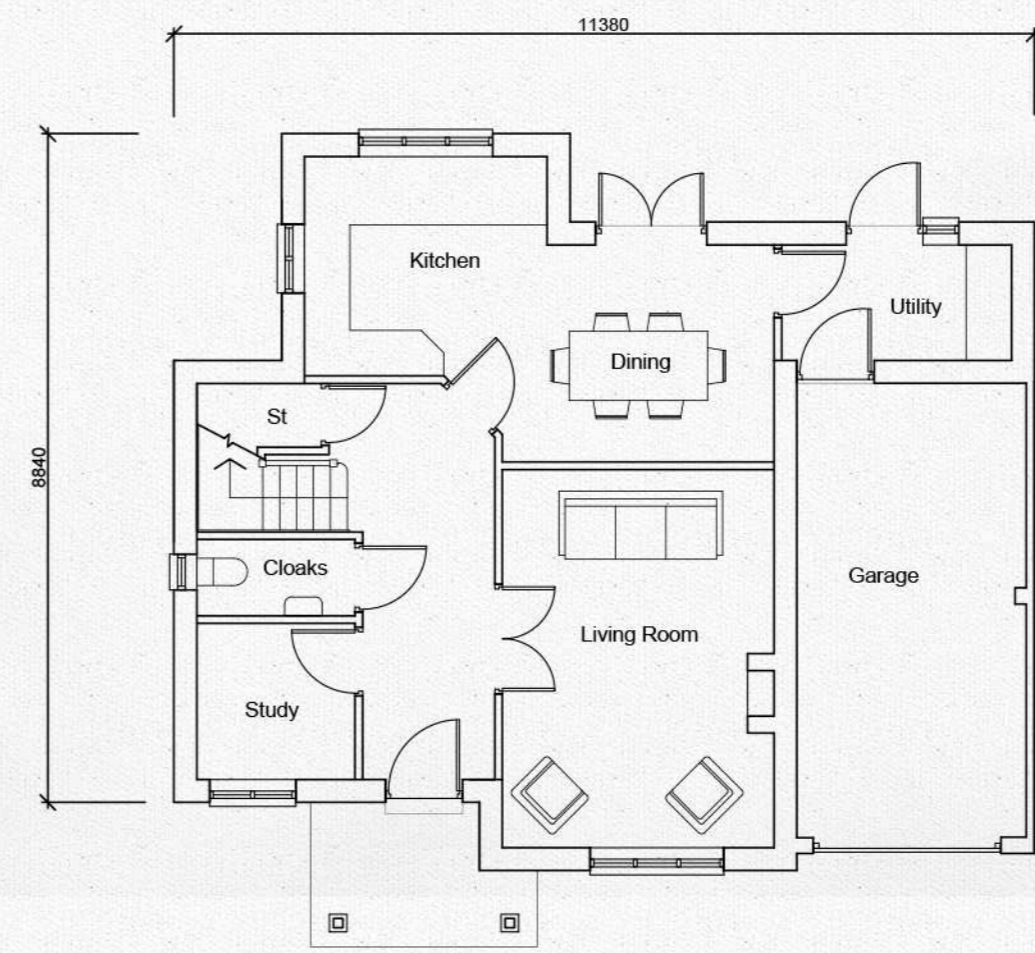 11380
Kitchen
Utility
Dining
St
8840
Cloaks
Garage
Living Room
Study